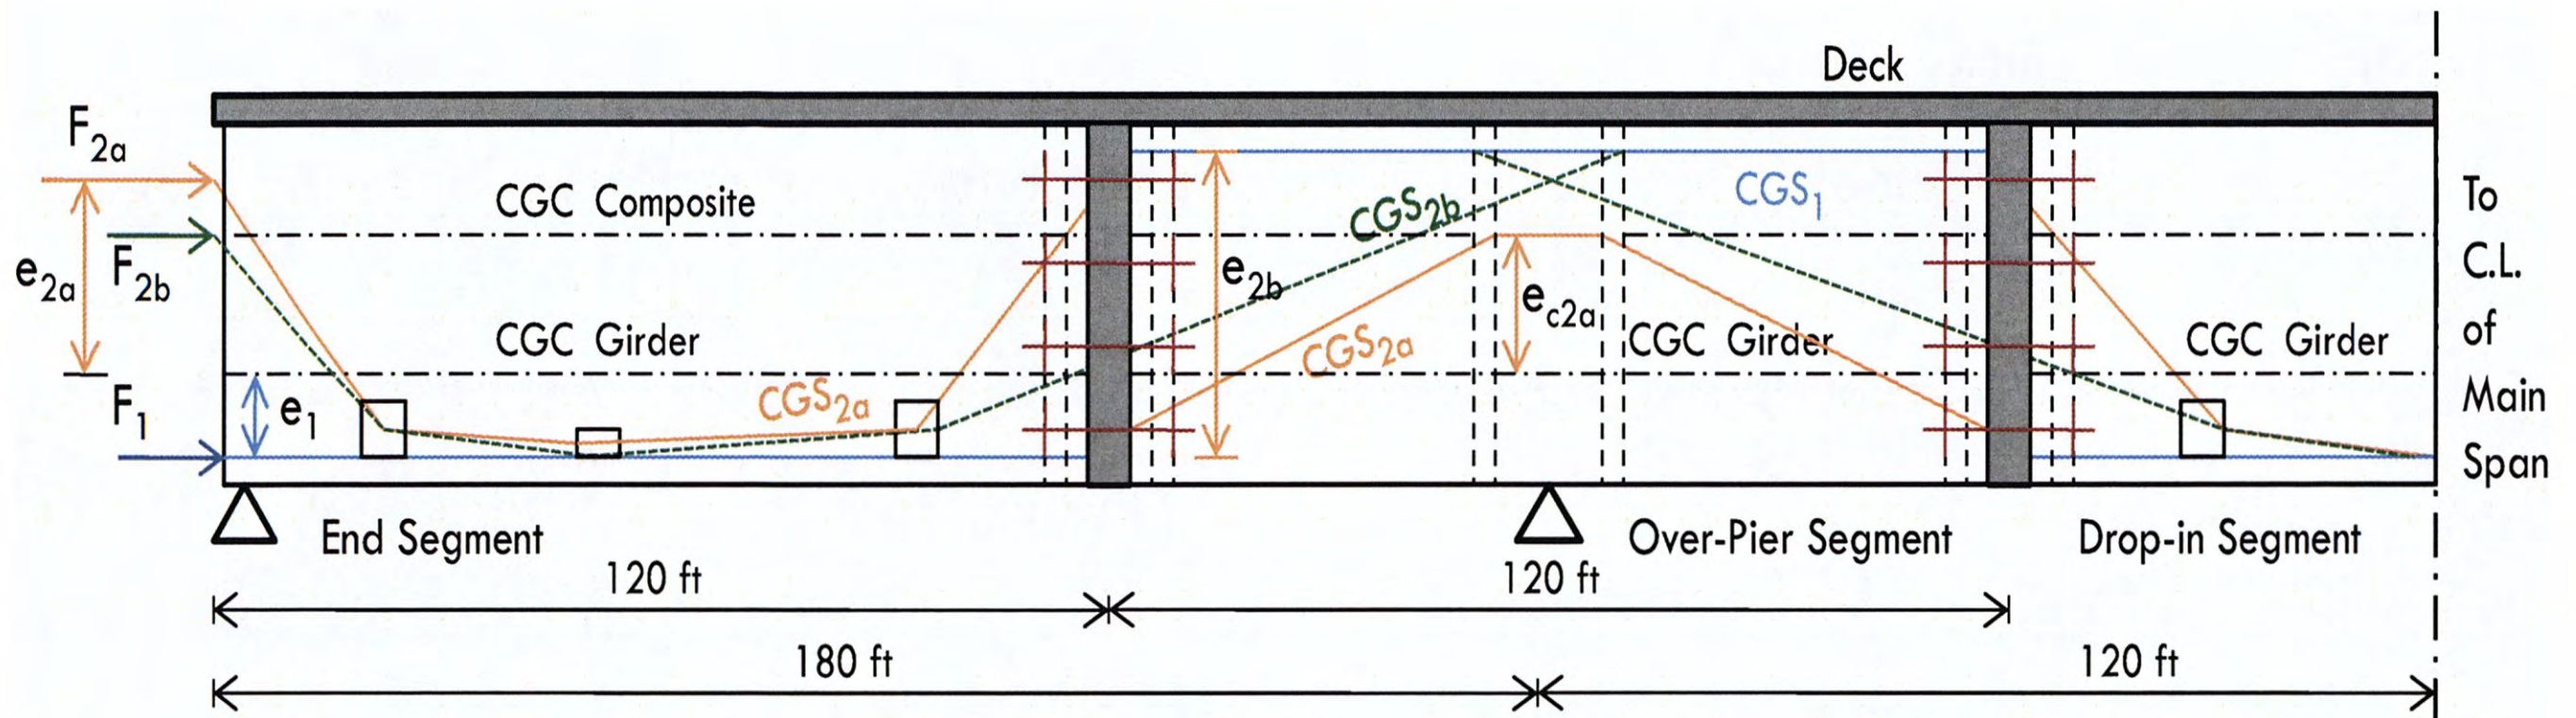 Deck
F2a
CGC Composite
CGS2b
CGS1
To
e2a
F2b
e2b
ec2a
C.L.
CGC Girder
CGS2a
CGC Girder
CGC Girder
of
F1
e1
CGS2a
Main
Span
End Segment
Over-Pier Segment
Drop-in Segment
120 ft
120 ft
180 ft
120 ft